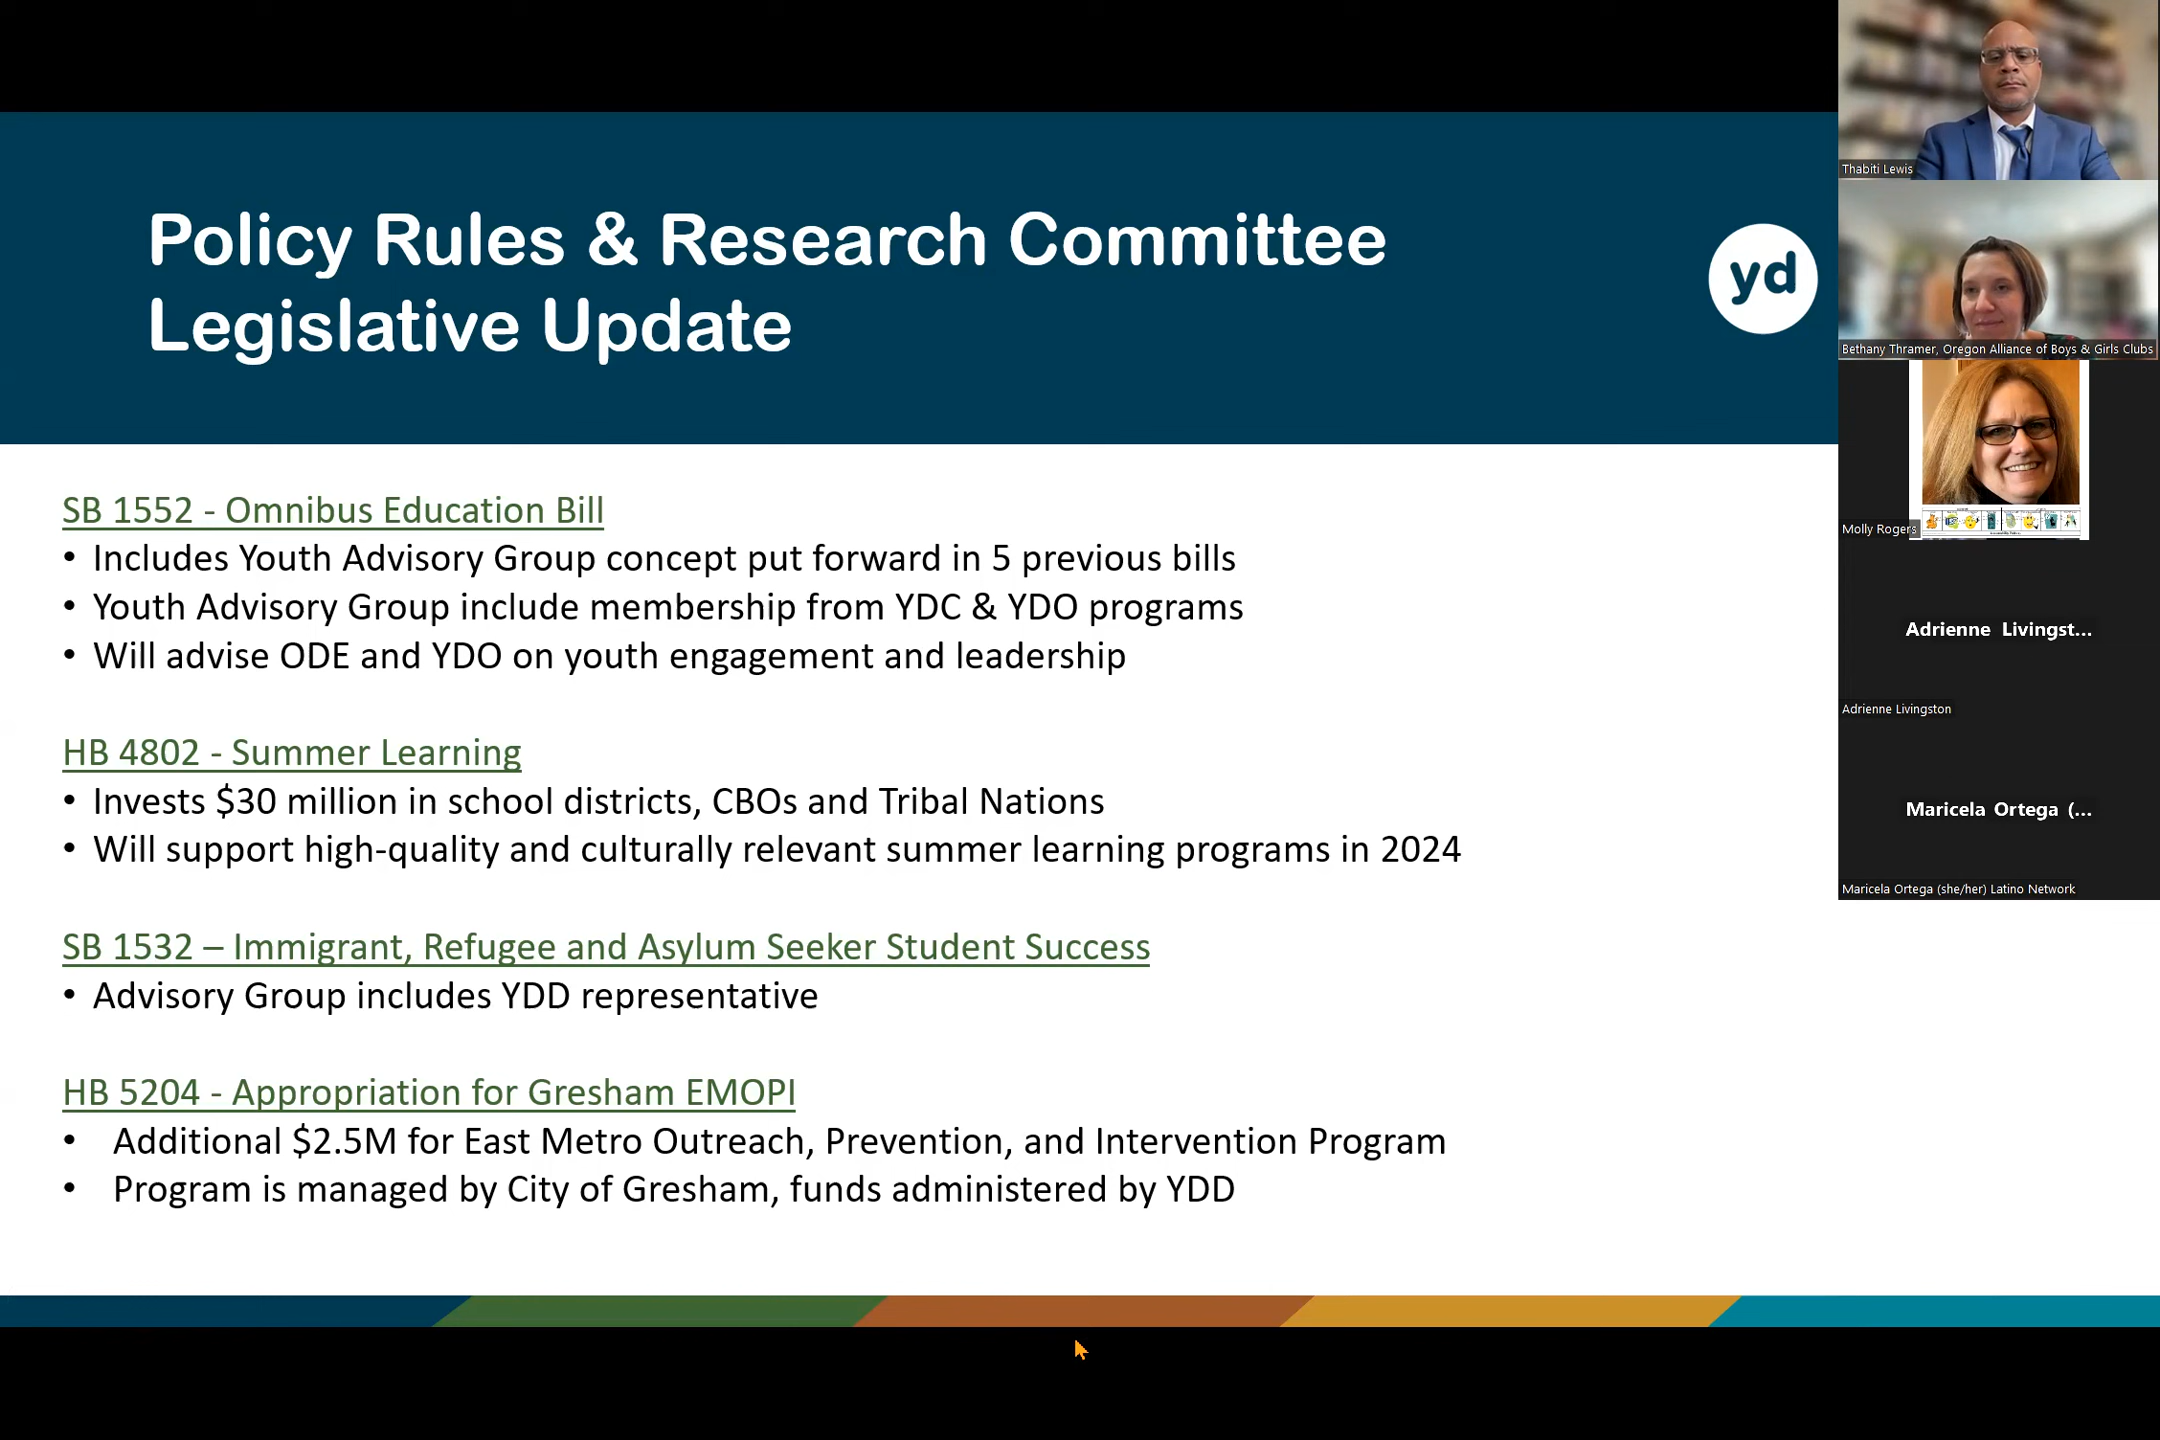 Policy Rules & Research Committee
Legislative Update
yd
SB 1552 - Omnibus Education Bill
• Includes Youth Advisory Group concept put forward in 5 previous bills
• Youth Advisory Group include membership from YDC & YDO programs
• Will advise ODE and YDO on youth engagement and leadership
HB 4802 - Summer Learning
• Invests $30 million in school districts, CBOs and Tribal Nations
• Will support high-quality and culturally relevant summer learning programs in 2024
SB 1532 – Immigrant, Refugee and Asylum Seeker Student Success
• Advisory Group includes YDD representative
HB 5204 - Appropriation for Gresham EMOPI
• Additional $2.5M for East Metro Outreach, Prevention, and Intervention Program
• Program is managed by City of Gresham, funds administered by YDD
Thabiti Lewis
Bethany Thramer, Oregon Alliance of Boys & Girls Clubs
Molly Rogers
Adrienne Livingst...
Adrienne Livingston
Maricela Ortega (...
Maricela Ortega (she/her) Latino Network